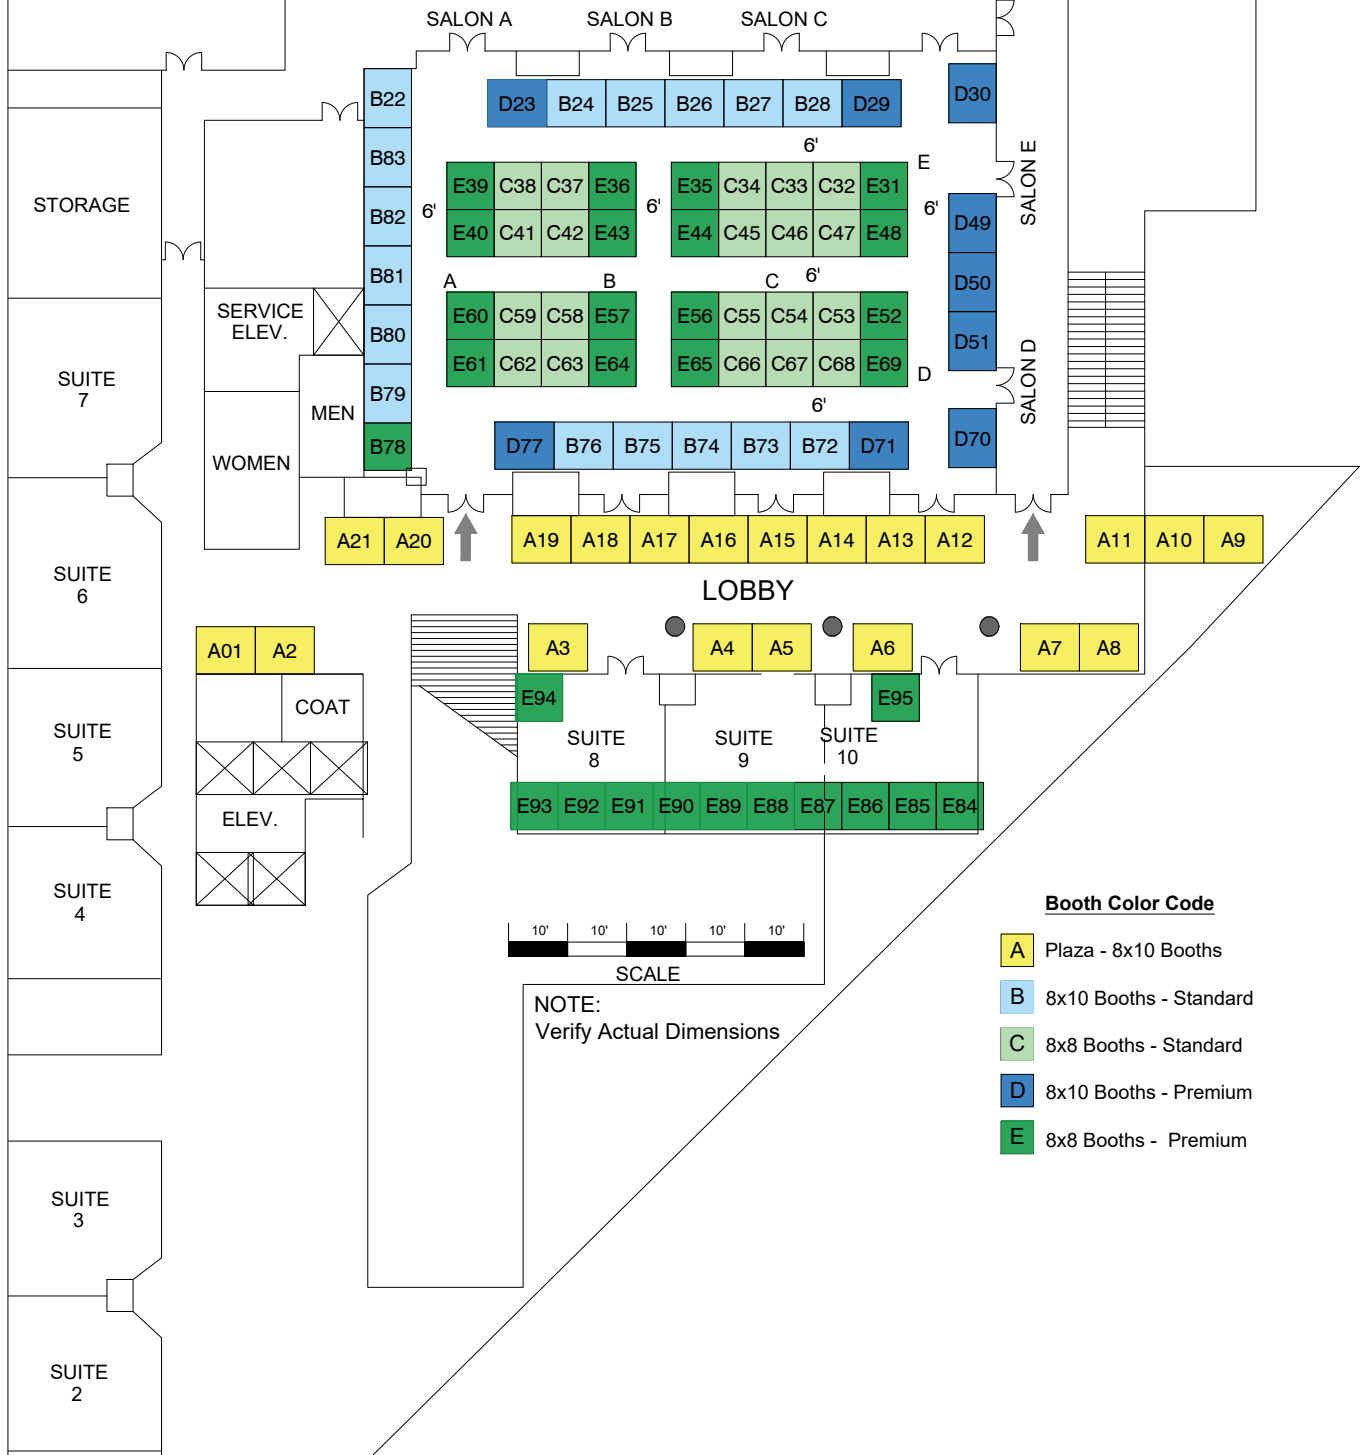 SALON A SALON B SALON C
B22 D23 B24 B25 B26 B27 B28 D29 D30
6'
B83 E39 C38 C37 E36 E35 C34 C33 C32 E31 E
SALON E
STORAGE
B82 6' 6' 6' D49
E40 C41 C42 E43 E44 C45 C46 C47 E48
B81 A B C 6' D50
SERVICE
ELEV.
B80 E60 C59 C58 E57 E56 C55 C54 C53 E52 D51
E61 C62 C63 E64 E65 C66 C67 C68 E69 D
SALON D
SUITE
7
B79
MEN
6'
B78 D77 B76 B75 B74 B73 B72 D71 D70
WOMEN
A21 A20 A19 A18 A17 A16 A15 A14 A13 A12 A11 A10 A9
SUITE
6
LOBBY
A01 A2 A3 A4 A5 A6 A7 A8
E94 E95
COAT
SUITE
5
SUITE
8
SUITE
9
SUITE
10
E93 E92 E91 E90 E89 E88 E87 E86 E85 E84
ELEV.
SUITE
4
10' 10' 10' 10' 10'
SCALE
NOTE:
Verify Actual Dimensions
Booth Color Code
A Plaza - 8x10 Booths
B 8x10 Booths - Standard
C 8x8 Booths - Standard
D 8x10 Booths - Premium
E 8x8 Booths - Premium
SUITE
3
SUITE
2